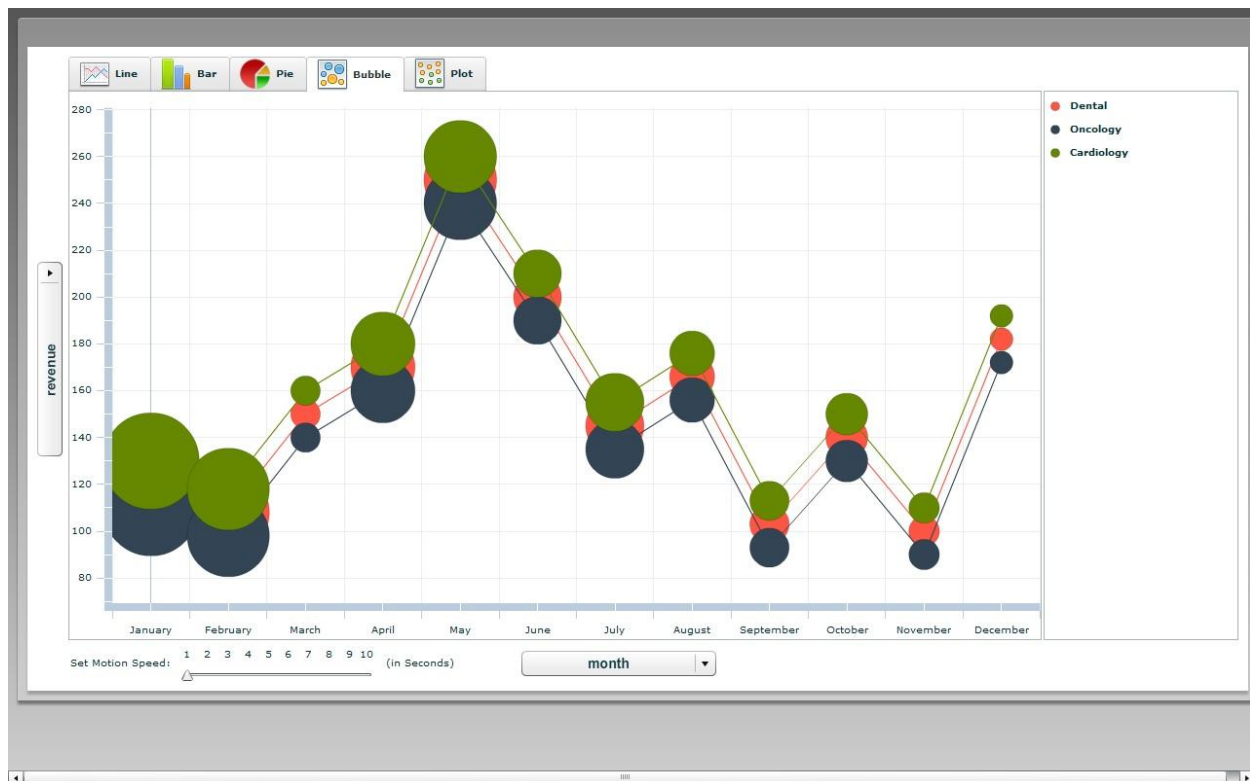 Line Bar Pie Bubble Plot
280
260
240
220
200
180
160
140
120
100
80
revenue
January February March April May June July August September October November December
Dental
Oncology
Cardiology
Set Motion Speed: 1 2 3 4 5 6 7 8 9 10 (in Seconds)
month